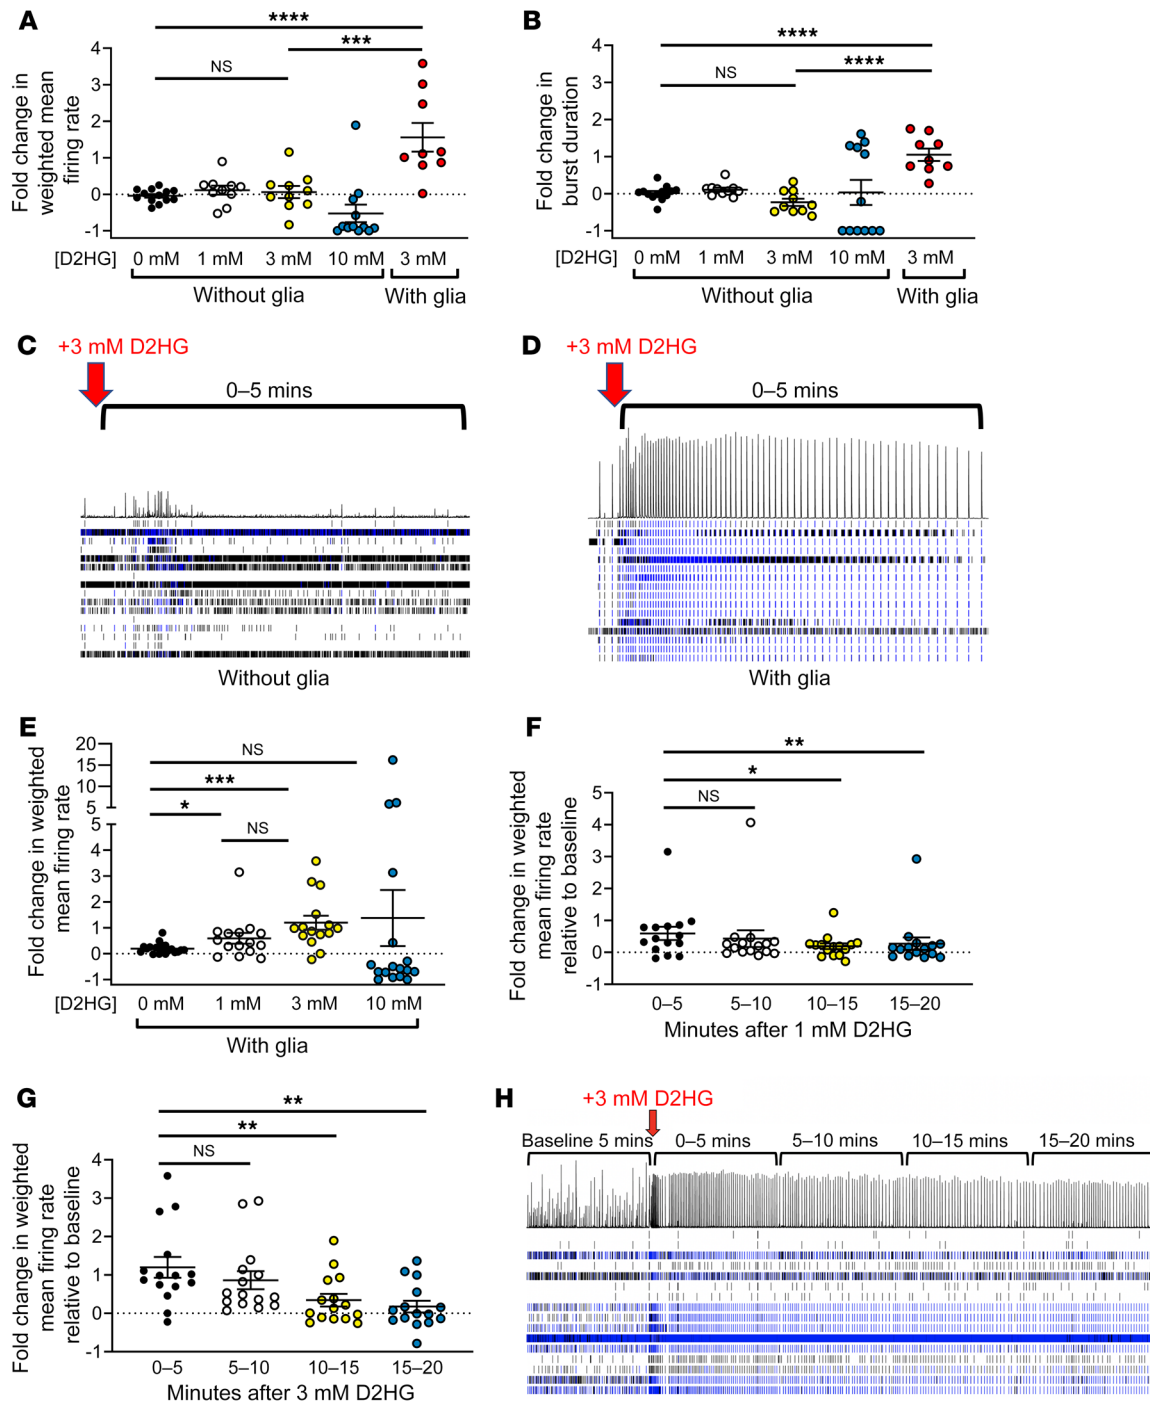 A
Fold change in
weighted mean
firing rate
****
***
NS
4
3
2
1
0
-1
[D2HG]
0 mM
1 mM
3 mM
10 mM
3 mM
Without glia
With glia
B
Fold change in
burst duration
****
****
NS
4
3
2
1
0
-1
[D2HG]
0 mM
1 mM
3 mM
10 mM
3 mM
Without glia
With glia
C
+3 mM D2HG
0–5 mins
Without glia
D
+3 mM D2HG
0–5 mins
With glia
E
Fold change in weighted
mean firing rate
NS
***
*
NS
20
15
10
5
5
4
3
2
1
0
-1
[D2HG]
0 mM
1 mM
3 mM
10 mM
With glia
F
Fold change in weighted
mean firing rate
relative to baseline
**
*
NS
5
4
3
2
1
0
-1
0–5
5–10
10–15
15–20
Minutes after 1 mM D2HG
G
Fold change in weighted
mean firing rate
relative to baseline
**
**
NS
4
3
2
1
0
-1
0–5
5–10
10–15
15–20
Minutes after 3 mM D2HG
H
+3 mM D2HG
Baseline 5 mins
0–5 mins
5–10 mins
10–15 mins
15–20 mins